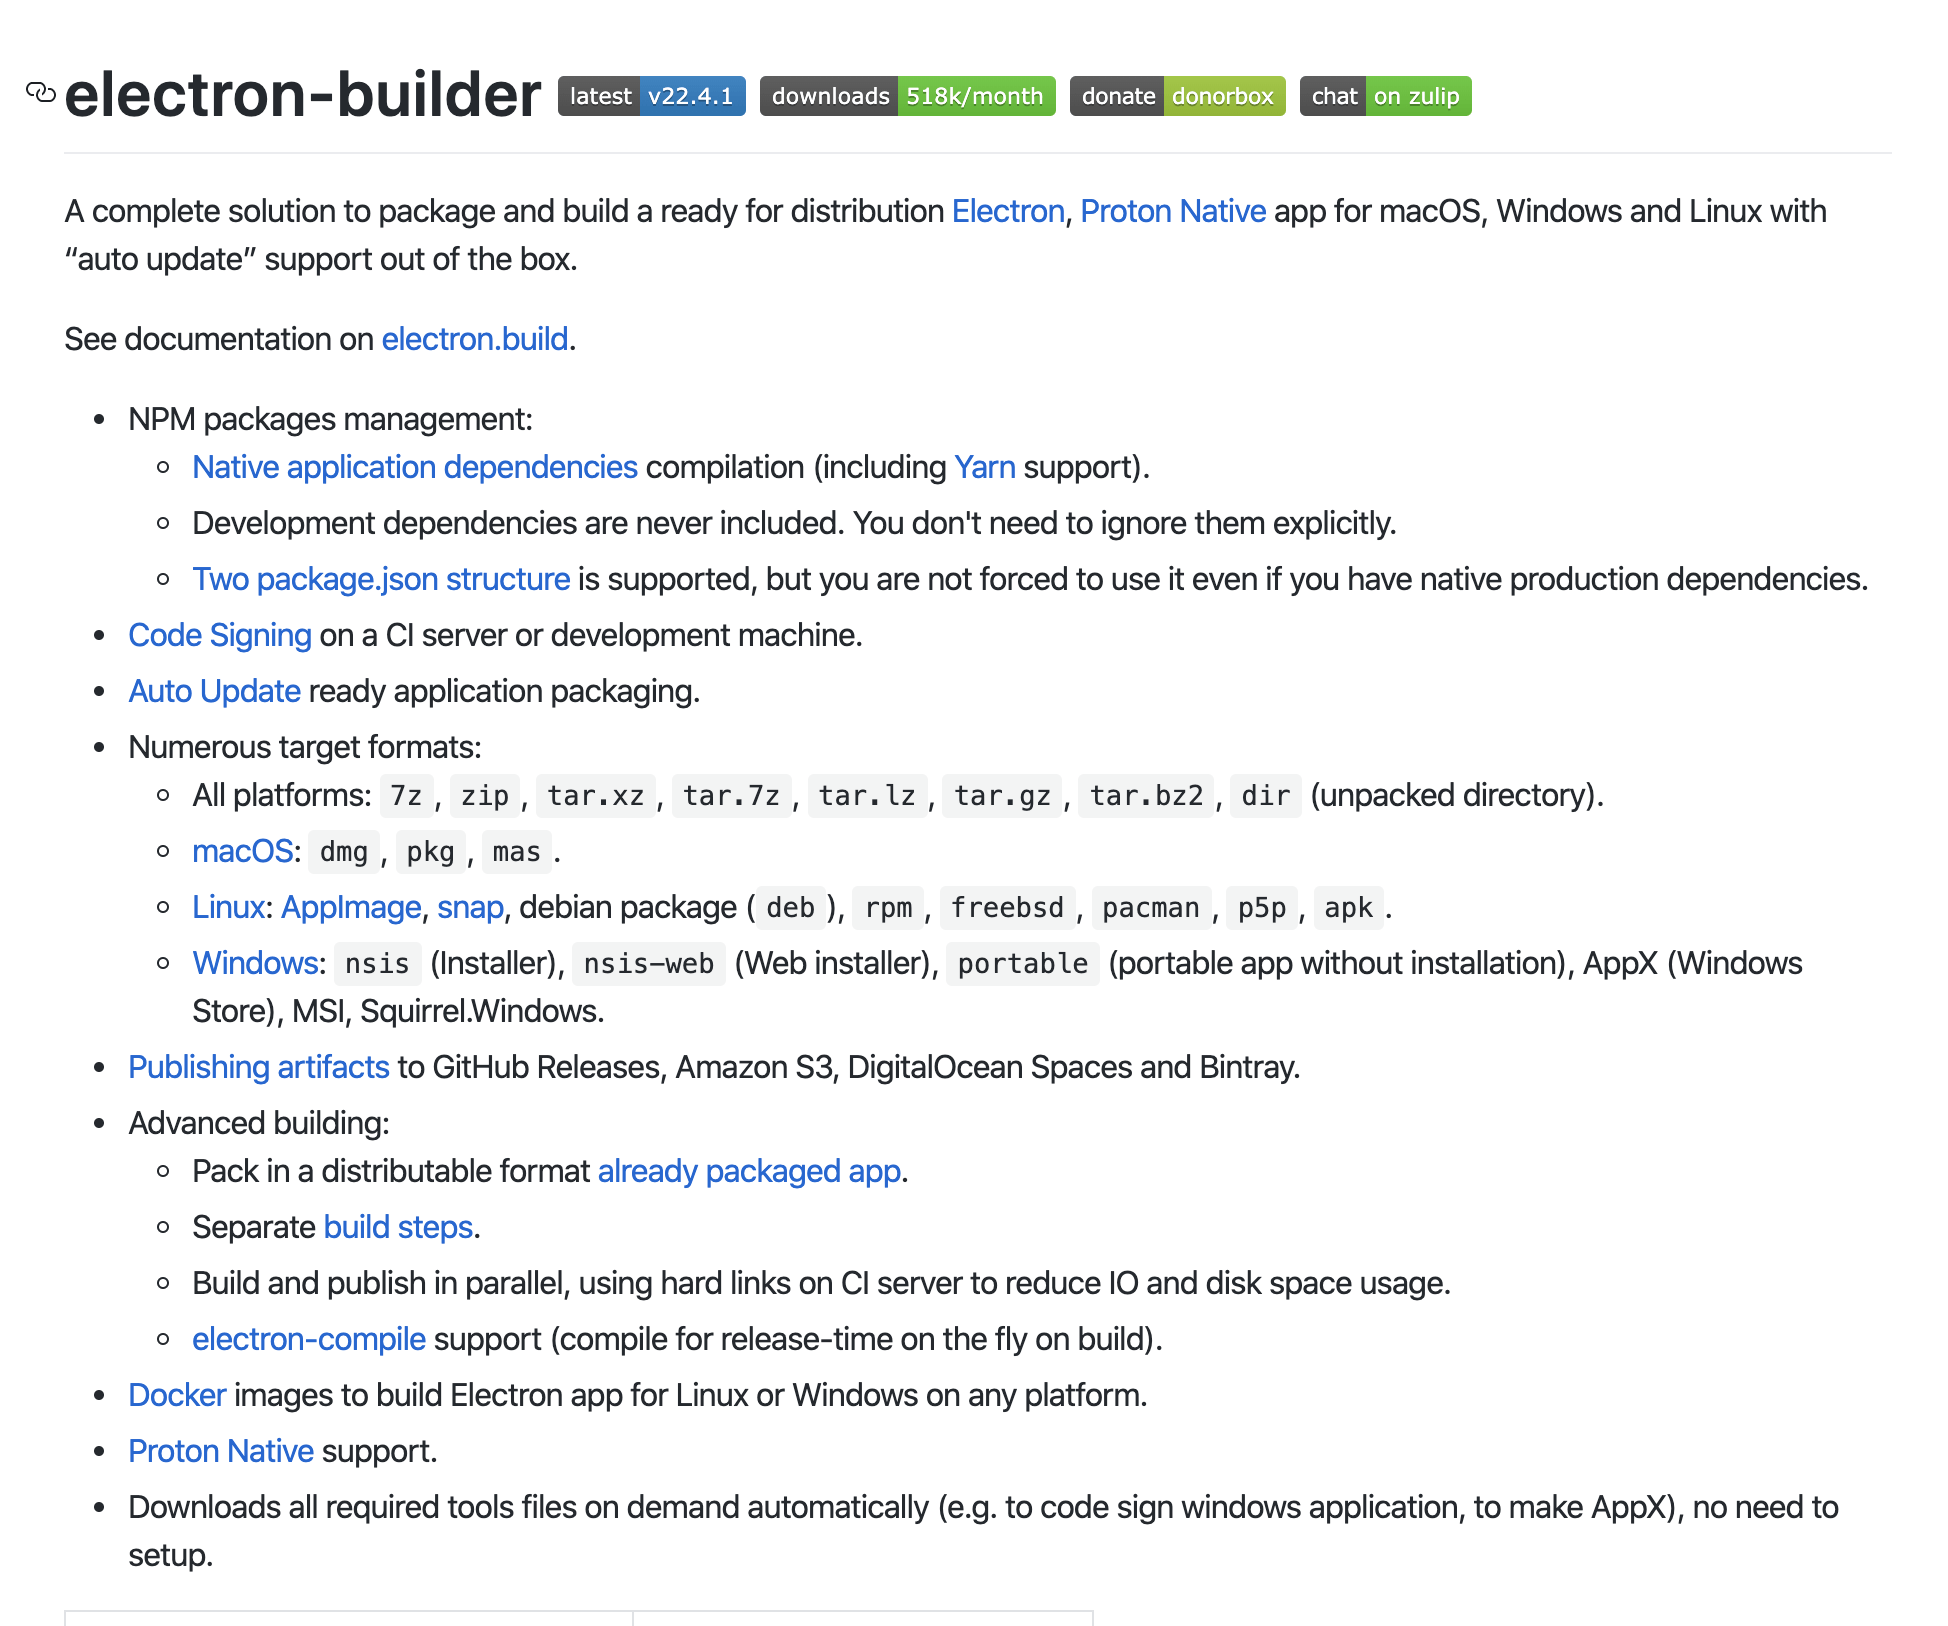 electron-builder latest v22.4.1 downloads 518k/month donate donorbox chat on zulip
A complete solution to package and build a ready for distribution Electron, Proton Native app for macOS, Windows and Linux with
“auto update” support out of the box.
See documentation on electron.build.
• NPM packages management:
◦ Native application dependencies compilation (including Yarn support).
◦ Development dependencies are never included. You don't need to ignore them explicitly.
◦ Two package.json structure is supported, but you are not forced to use it even if you have native production dependencies.
• Code Signing on a CI server or development machine.
• Auto Update ready application packaging.
• Numerous target formats:
◦ All platforms: 7z, zip, tar.xz, tar.7z, tar.lz, tar.gz, tar.bz2, dir (unpacked directory).
◦ macOS: dmg, pkg, mas.
◦ Linux: AppImage, snap, debian package (deb), rpm, freebsd, pacman, p5p, apk.
◦ Windows: nsis (Installer), nsis-web (Web installer), portable (portable app without installation), AppX (Windows
Store), MSI, Squirrel.Windows.
• Publishing artifacts to GitHub Releases, Amazon S3, DigitalOcean Spaces and Bintray.
• Advanced building:
◦ Pack in a distributable format already packaged app.
◦ Separate build steps.
◦ Build and publish in parallel, using hard links on CI server to reduce IO and disk space usage.
◦ electron-compile support (compile for release-time on the fly on build).
• Docker images to build Electron app for Linux or Windows on any platform.
• Proton Native support.
• Downloads all required tools files on demand automatically (e.g. to code sign windows application, to make AppX), no need to
setup.